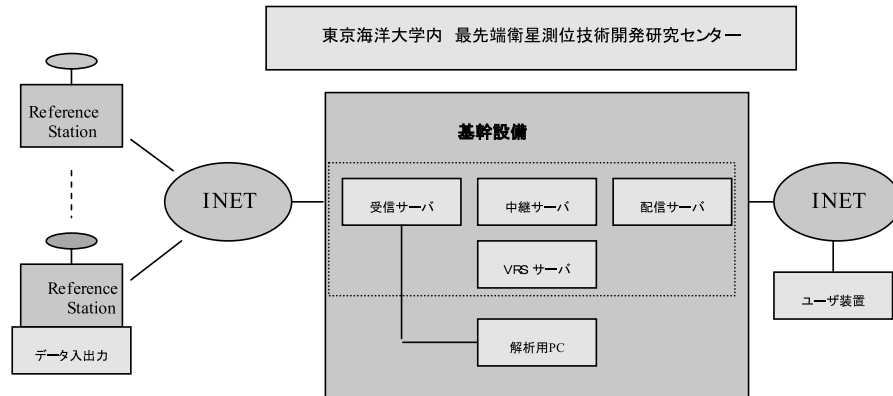 東京海洋大学内 最先端衛星測位技術開発研究センター
Reference
Station
基幹設備
INET
受信サーバ
中継サーバ
配信サーバ
INET
VRS サーバ
Reference
Station
ユーザ装置
データ入出力
解析用PC